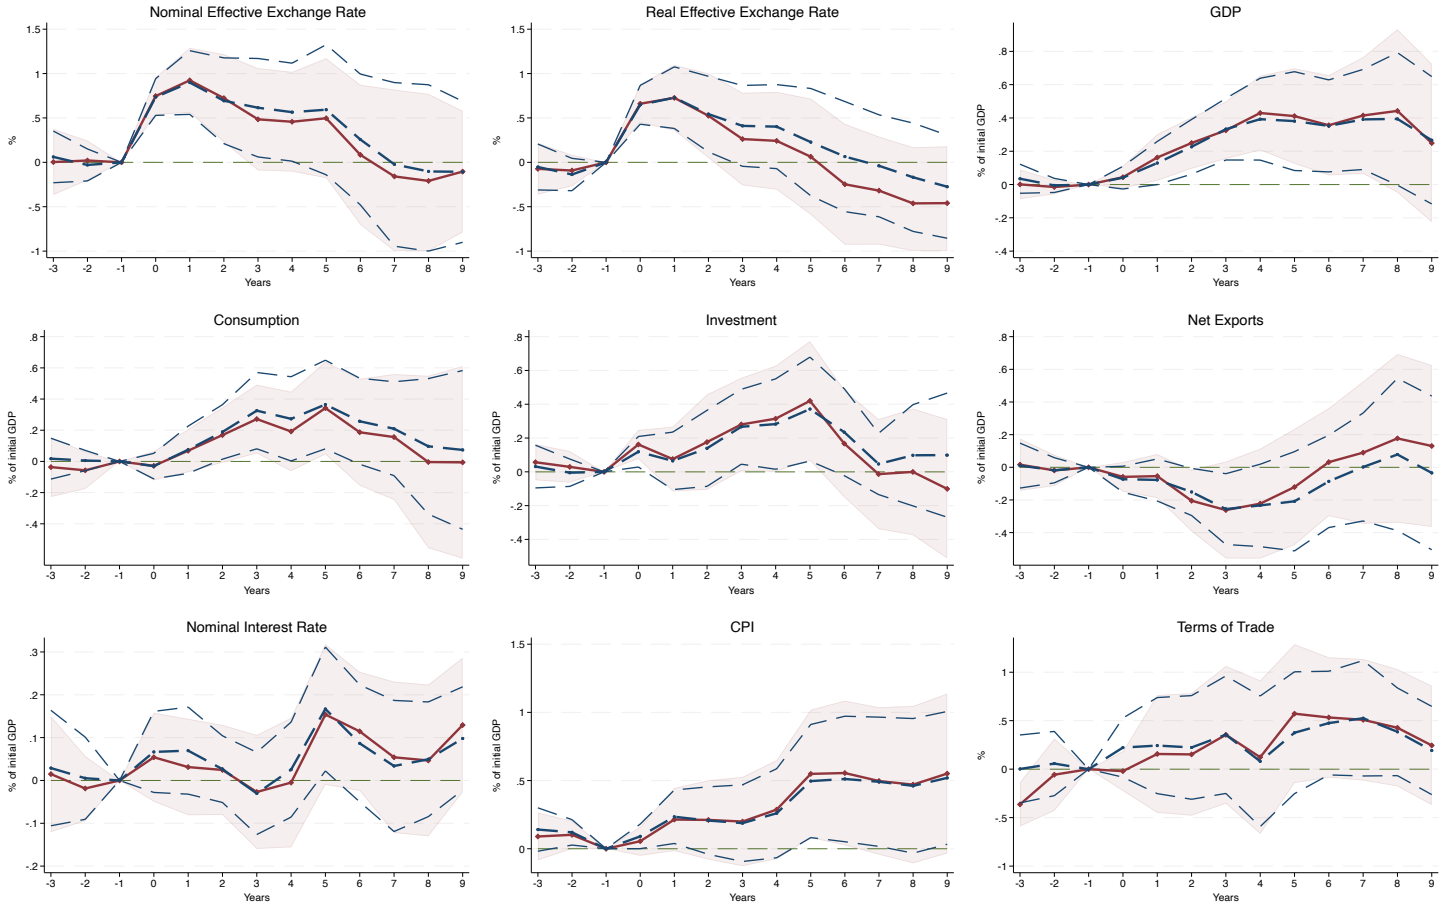 Nominal Effective Exchange Rate
1.5
1
.5
0
-.5
-1
%
-3 -2 -1 0 1 2 3 4 5 6 7 8 9
Years
Real Effective Exchange Rate
1.5
1
.5
0
-.5
-1
%
-3 -2 -1 0 1 2 3 4 5 6 7 8 9
Years
GDP
.8
.6
.4
.2
0
-.2
-.4
% of initial GDP
-3 -2 -1 0 1 2 3 4 5 6 7 8 9
Years
Consumption
.8
.6
.4
.2
0
-.2
-.4
% of initial GDP
-3 -2 -1 0 1 2 3 4 5 6 7 8 9
Years
Investment
.8
.6
.4
.2
0
-.2
-.4
% of initial GDP
-3 -2 -1 0 1 2 3 4 5 6 7 8 9
Years
Net Exports
.8
.6
.4
.2
0
-.2
-.4
% of initial GDP
-3 -2 -1 0 1 2 3 4 5 6 7 8 9
Years
Nominal Interest Rate
.3
.2
.1
0
-.1
-.2
% of initial GDP
-3 -2 -1 0 1 2 3 4 5 6 7 8 9
Years
CPI
1.5
1
.5
0
% of initial GDP
-3 -2 -1 0 1 2 3 4 5 6 7 8 9
Years
Terms of Trade
1
.5
0
-.5
-1
%
-3 -2 -1 0 1 2 3 4 5 6 7 8 9
Years